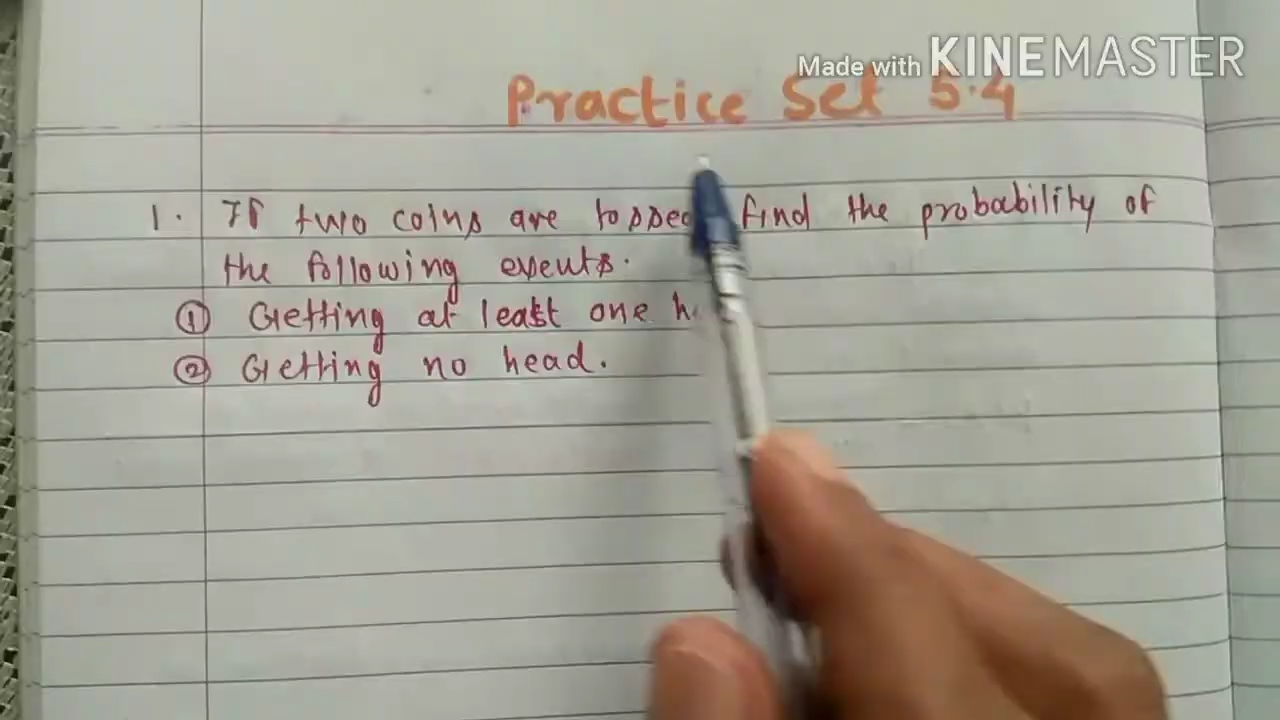 Made with KINEMASTER
Practice Set 5.4
1. If two coins are tossed find the probability of
the following events.
① Getting at least one
② Getting no head.